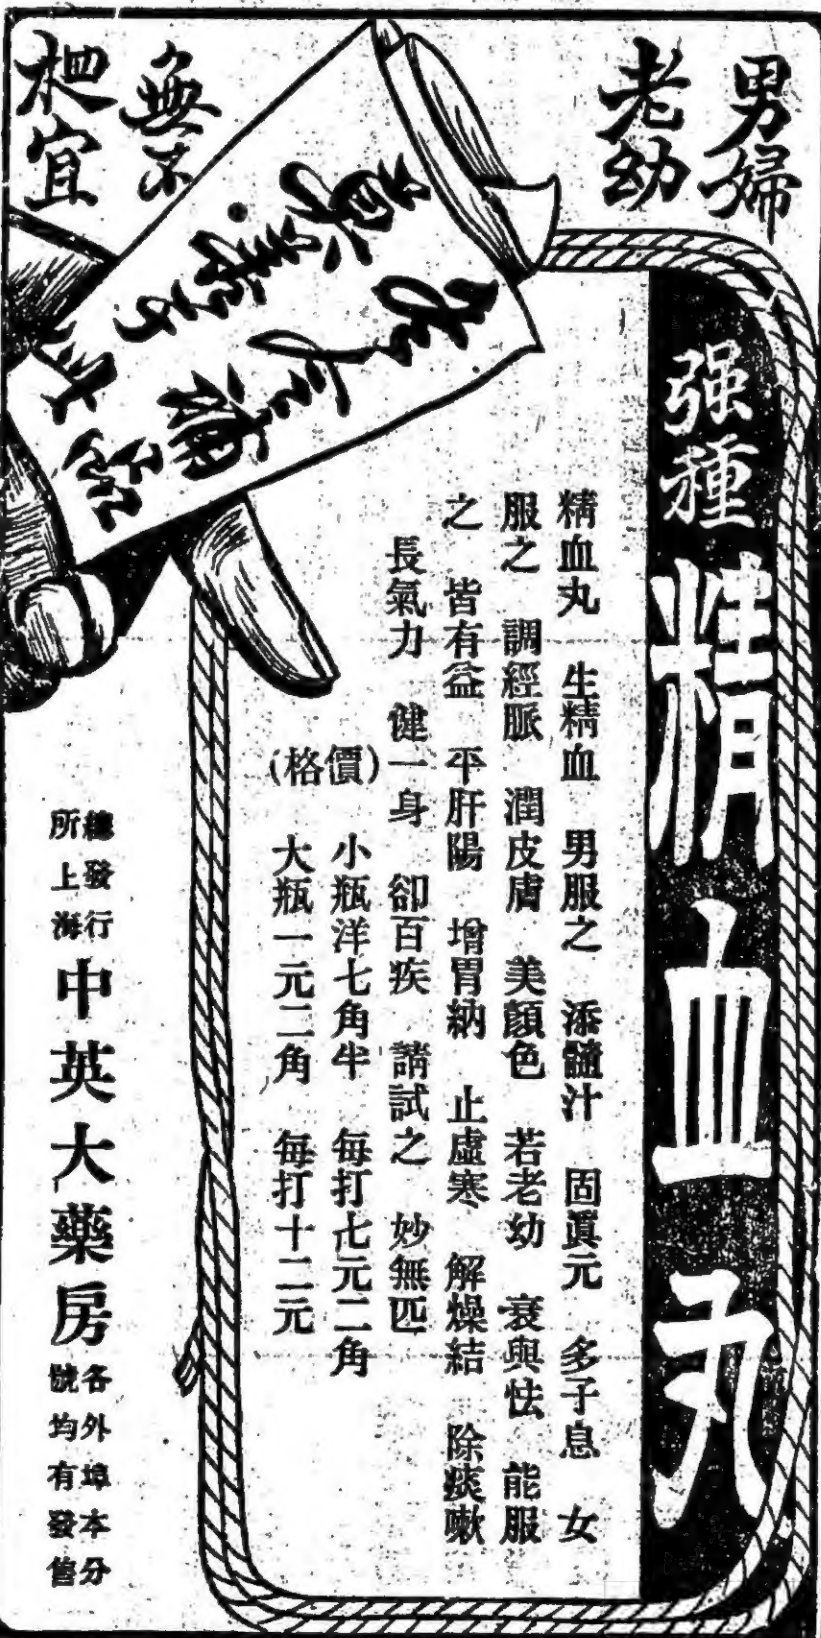 男婦
老幼
無不
相宜
强種精血丸
精血丸 生精血 男服之 添髓汁 固眞元 多子息 女
服之 調經脈 潤皮膚 美顏色 若老幼 衰與怯 能服
之 皆有益 平肝陽 增胃納 止虛寒 解燥結 除痰嗽
長氣力 健一身 卻百疾 請試之 妙無匹
(價格)
小瓶洋七角半 每打七元二角
大瓶一元二角 每打十二元
總發行
所上海
中英大藥房
各外埠本分
號均有發售